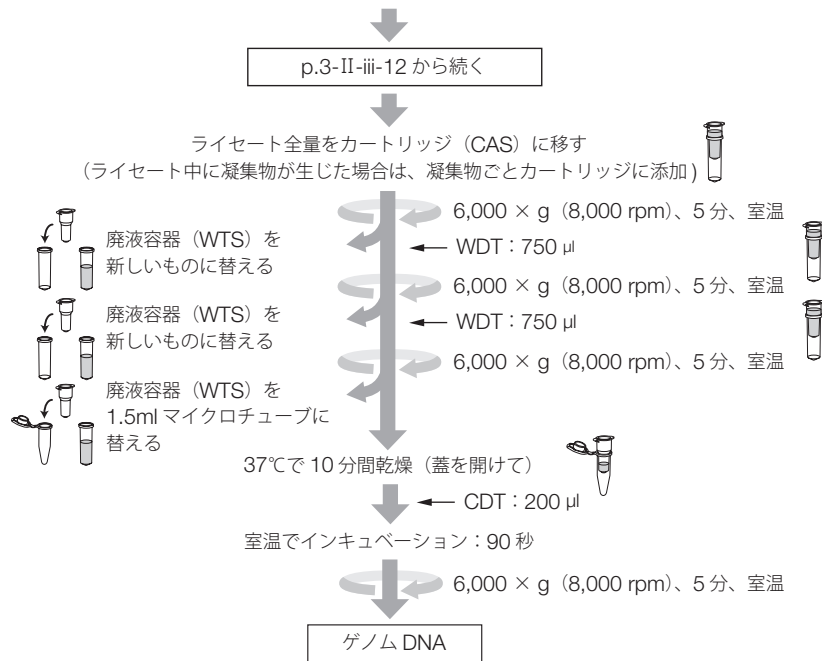 p.3-Ⅱ-iii-12 から続く
ライセート全量をカートリッジ（CAS）に移す
（ライセート中に凝集物が生じた場合は、凝集物ごとカートリッジに添加)
6,000 × g（8,000 rpm）、5 分、室温
廃液容器（WTS）を
新しいものに替える
WDT：750 μl
6,000 × g（8,000 rpm）、5 分、室温
廃液容器（WTS）を
新しいものに替える
WDT：750 μl
6,000 × g（8,000 rpm）、5 分、室温
廃液容器（WTS）を
1.5ml マイクロチューブに
替える
37℃で 10 分間乾燥（蓋を開けて）
CDT：200 μl
室温でインキュベーション：90 秒
6,000 × g（8,000 rpm）、5 分、室温
ゲノム DNA